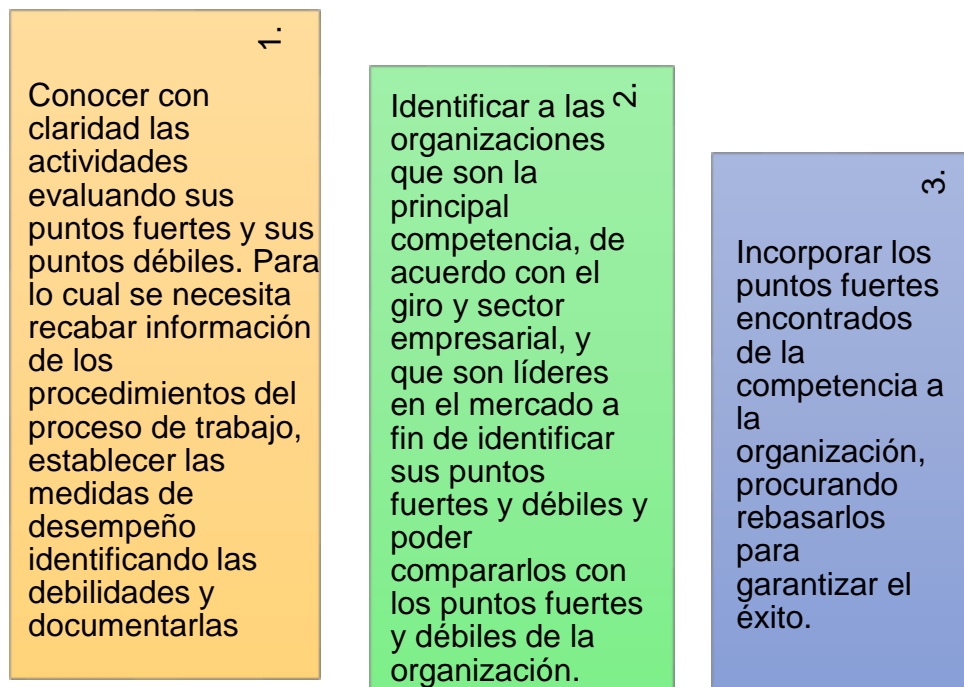 1.
Conocer con
claridad las
actividades
evaluando sus
puntos fuertes y sus
puntos débiles. Para
lo cual se necesita
recabar información
de los
procedimientos del
proceso de trabajo,
establecer las
medidas de
desempeño
identificando las
debilidades y
documentarlas
2.
Identificar a las
organizaciones
que son la
principal
competencia, de
acuerdo con el
giro y sector
empresarial, y
que son líderes
en el mercado a
fin de identificar
sus puntos
fuertes y débiles y
poder
compararlos con
los puntos fuertes
y débiles de la
organización.
3.
Incorporar los
puntos fuertes
encontrados
de la
competencia a
la
organización,
procurando
rebasarlos
para
garantizar el
éxito.